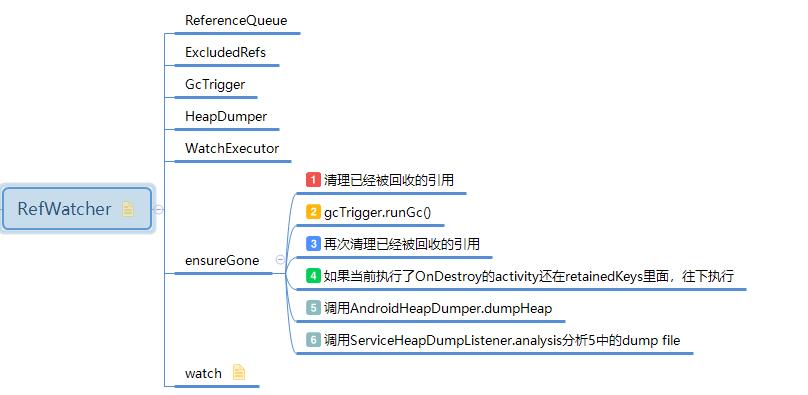 ReferenceQueue
ExcludedRefs
GcTrigger
HeapDumper
WatchExecutor
RefWatcher
ensureGone
1 清理已经被回收的引用
2 gcTrigger.runGc()
3 再次清理已经被回收的引用
4 如果当前执行了OnDestroy的activity还在retainedKeys里面，往下执行
5 调用AndroidHeapDumper.dumpHeap
6 调用ServiceHeapDumpListener.analysis分析5中的dump file
watch